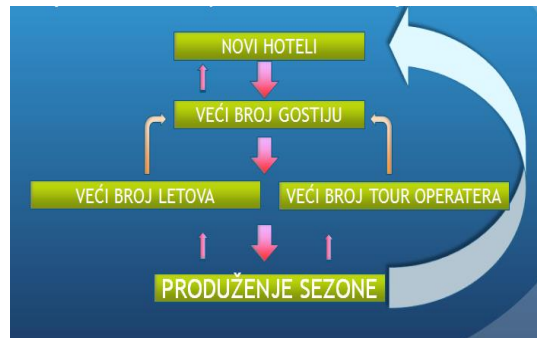 NOVI HOTELI
VEĆI BROJ GOSTIJU
VEĆI BROJ LETOVA
VEĆI BROJ TOUR OPERATERA
PRODUŽENJE SEZONE